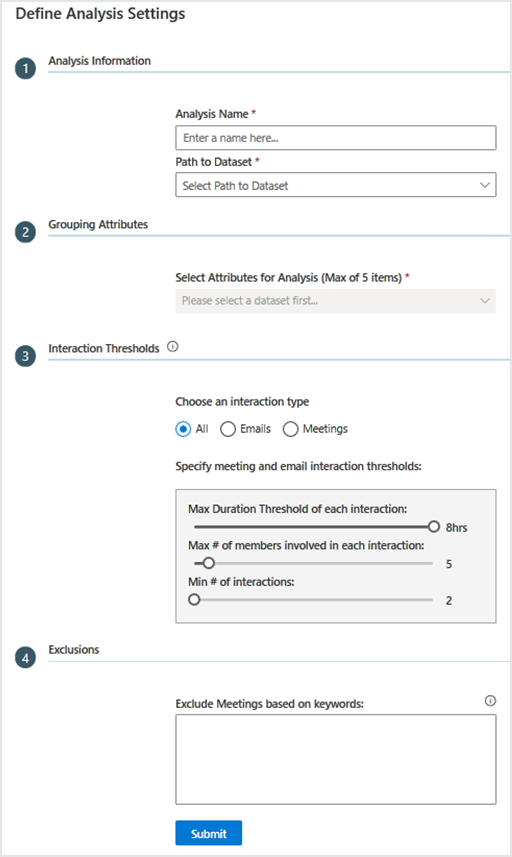 Define Analysis Settings
1
Analysis Information
Analysis Name *
Enter a name here...
Path to Dataset *
Select Path to Dataset
2
Grouping Attributes
Select Attributes for Analysis (Max of 5 items) *
Please select a dataset first...
3
Interaction Thresholds
Choose an interaction type
All Emails Meetings
Specify meeting and email interaction thresholds:
Max Duration Threshold of each interaction:
8hrs
Max # of members involved in each interaction:
5
Min # of interactions:
2
4
Exclusions
Exclude Meetings based on keywords:
Submit